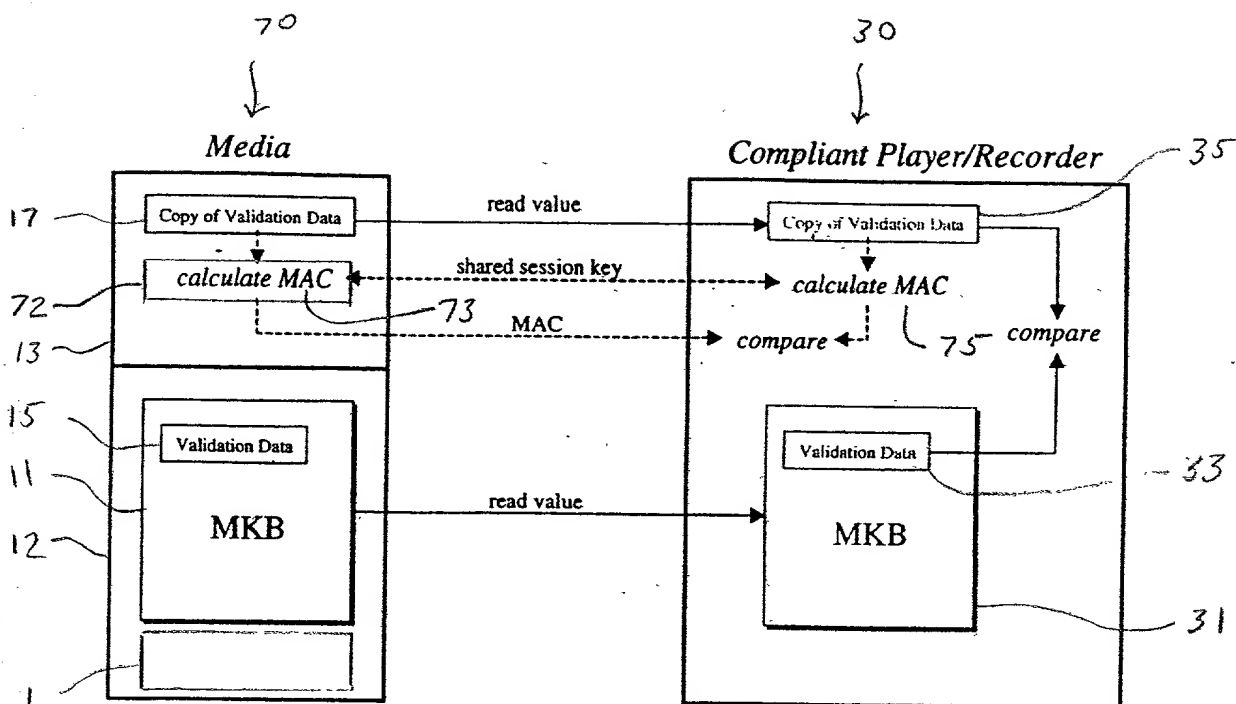 70
30
Media
Compliant Player/Recorder
35
17
Copy of Validation Data
read value
Copy of Validation Data
72
calculate MAC
73
shared session key
calculate MAC
75
13
MAC
compare
compare
15
Validation Data
Validation Data
33
11
MKB
read value
MKB
12
31
1